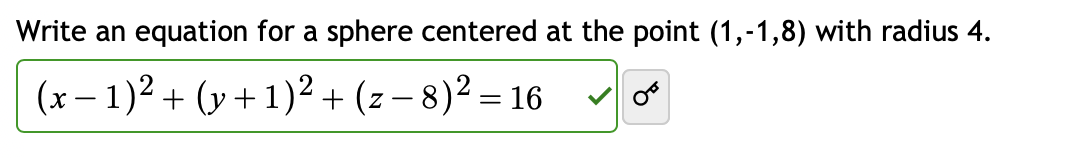 Write an equation for a sphere centered at the point (1,-1,8) with radius 4.
(x − 1)² + (y + 1)² + (z − 8)² = 16